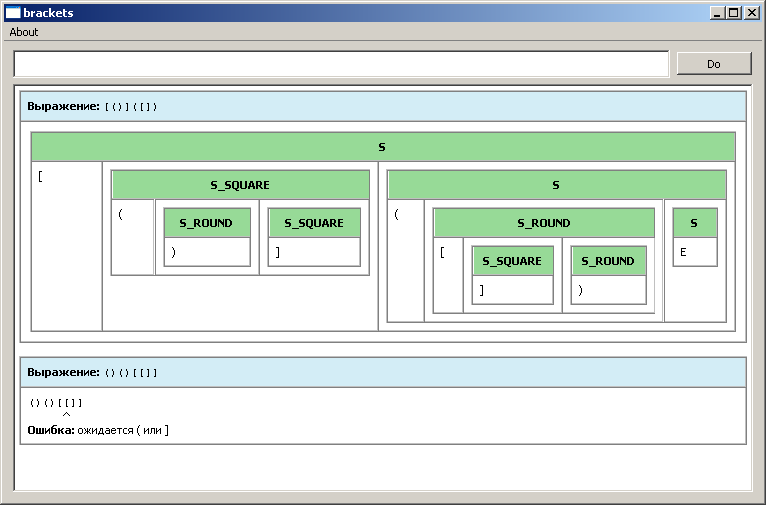 brackets
About
Do
Выражение: [()]([])
S
[
S_SQUARE
(
S_ROUND
)
S_SQUARE
]
S
(
S_ROUND
[
S_SQUARE
]
S_ROUND
)
S
E
Выражение: ()()[[]]
()()[[]]
^
Ошибка: ожидается ( или ]